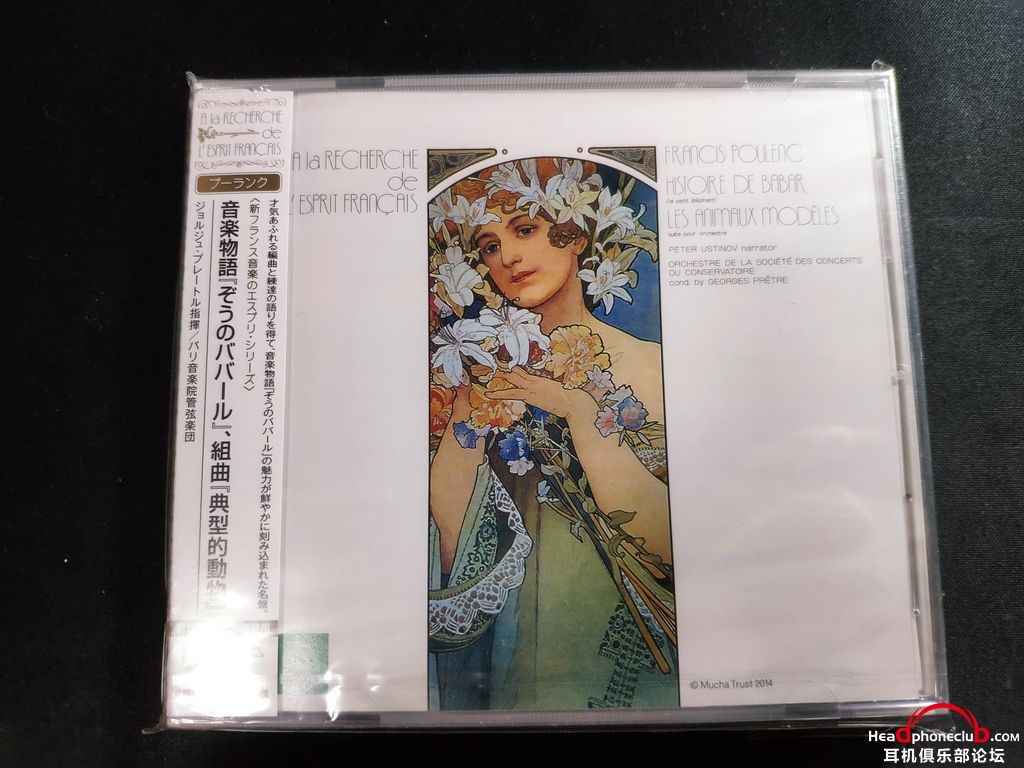 A la RECHERCHE
de
L'ESPRIT FRANÇAIS
プーランク
才気あふれる編曲と練達の語りを得て、音楽物語『ぞうのババール』の魅力が鮮やかに刻み込まれた名盤。
〈新・フランス音楽のエスプリ・シリーズ〉
音楽物語『ぞうのババール』、組曲『典型的動物』
ジョルジュ・プレートル指揮/パリ音楽院管弦楽団
A la RECHERCHE
de
L'ESPRIT FRANÇAIS
FRANCIS POULENC
HISTOIRE DE BABAR
(le petit éléphant)
LES ANIMAUX MODÈLES
suite pour orchestre
PETER USTINOV narrator
ORCHESTRE DE LA SOCIÉTÉ DES CONCERTS
DU CONSERVATOIRE
cond. by GEORGES PRÊTRE
© Mucha Trust 2014
Headphoneclub.com
耳机俱乐部论坛